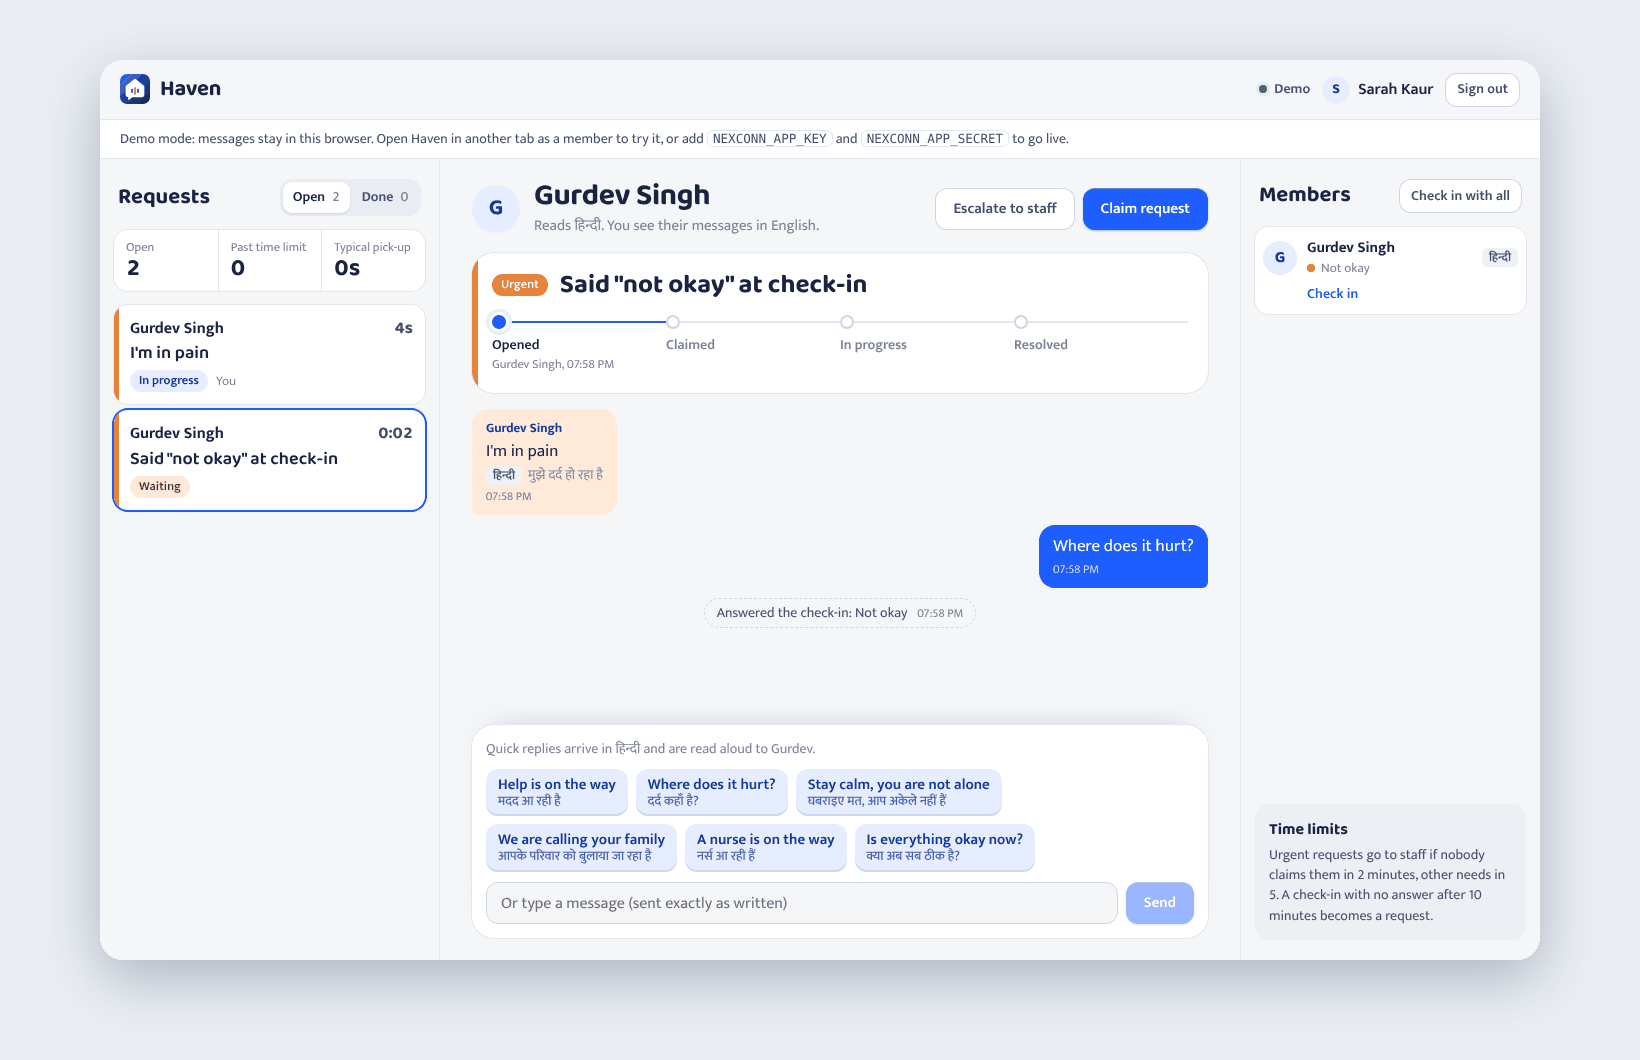 Haven
Demo
S
Sarah Kaur
Sign out
Demo mode: messages stay in this browser. Open Haven in another tab as a member to try it, or add NEXCONN_APP_KEY and NEXCONN_APP_SECRET to go live.
Requests
Open 2
Done 0
Open
2
Past time limit
0
Typical pick-up
0s
Gurdev Singh
4s
I'm in pain
In progress
You
Gurdev Singh
0:02
Said "not okay" at check-in
Waiting
G
Gurdev Singh
Reads हिन्दी. You see their messages in English.
Escalate to staff
Claim request
Urgent
Said "not okay" at check-in
Opened
Claimed
In progress
Resolved
Gurdev Singh, 07:58 PM
Gurdev Singh
I'm in pain
हिन्दी मुझे दर्द हो रहा है
07:58 PM
Where does it hurt?
07:58 PM
Answered the check-in: Not okay 07:58 PM
Quick replies arrive in हिन्दी and are read aloud to Gurdev.
Help is on the way
मदद आ रही है
Where does it hurt?
दर्द कहाँ है?
Stay calm, you are not alone
घबराइए मत, आप अकेले नहीं हैं
We are calling your family
आपके परिवार को बुलाया जा रहा है
A nurse is on the way
नर्स आ रही हैं
Is everything okay now?
क्या अब सब ठीक है?
Or type a message (sent exactly as written)
Send
Members
Check in with all
G
Gurdev Singh
Not okay
हिन्दी
Check in
Time limits
Urgent requests go to staff if nobody
claims them in 2 minutes, other needs in
5. A check-in with no answer after 10
minutes becomes a request.